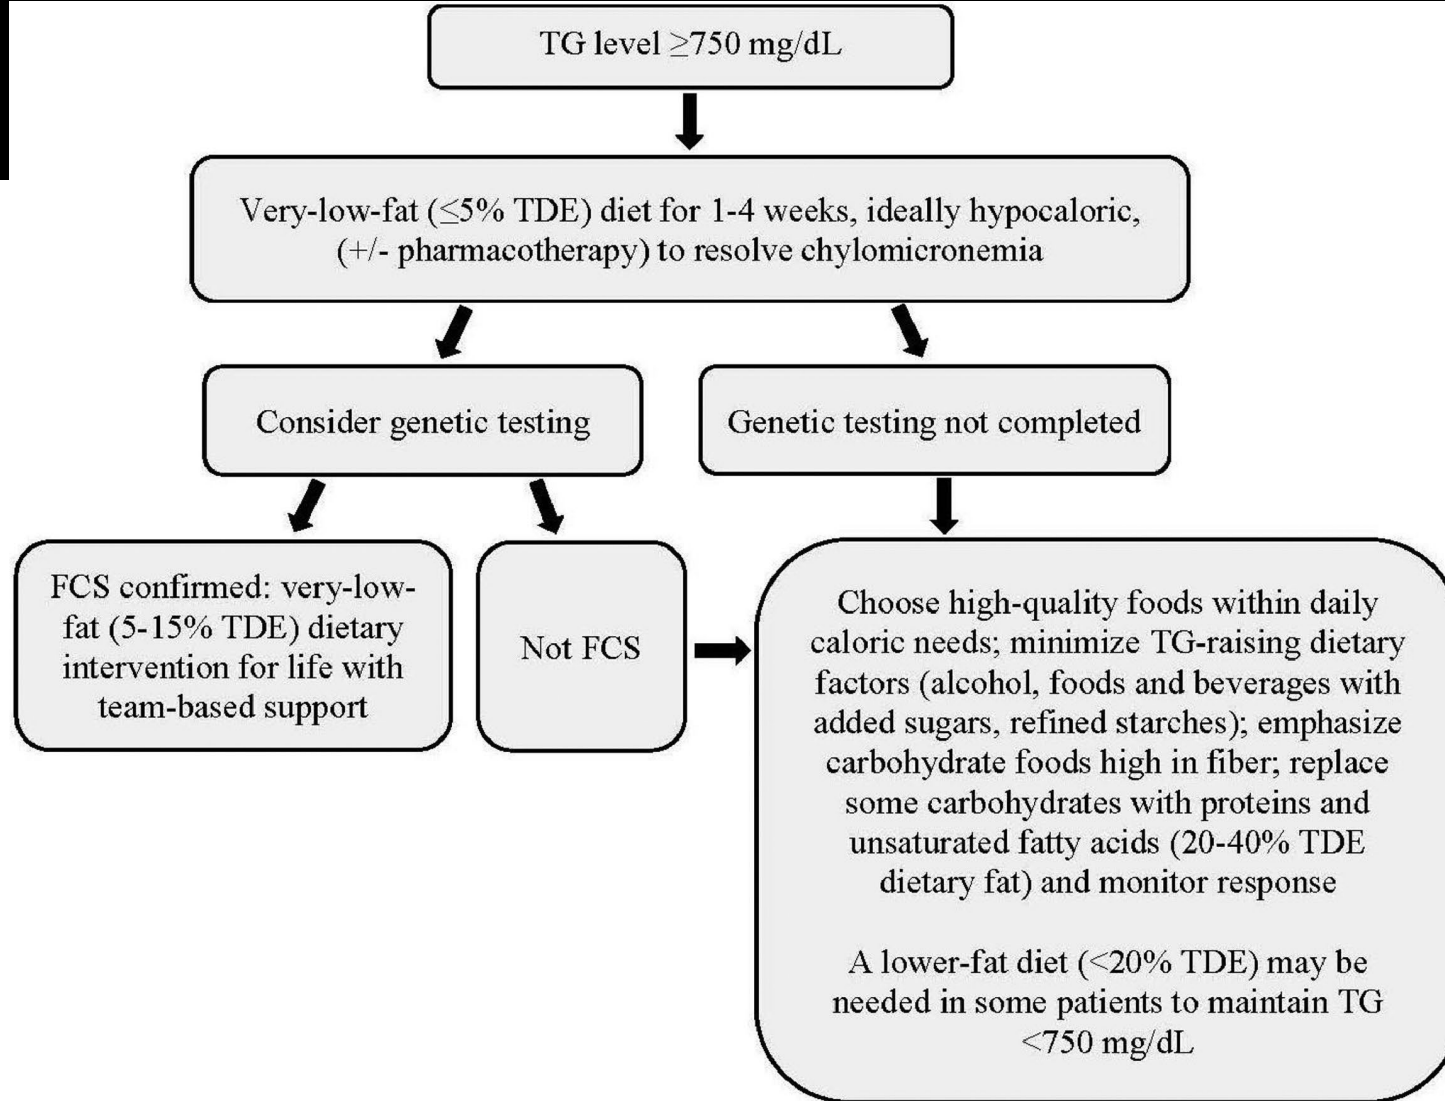 TG level ≥750 mg/dL
Very-low-fat (≤5% TDE) diet for 1-4 weeks, ideally hypocaloric,
(+/- pharmacotherapy) to resolve chylomicronemia
Consider genetic testing
Genetic testing not completed
FCS confirmed: very-low-
fat (5-15% TDE) dietary
intervention for life with
team-based support
Not FCS
Choose high-quality foods within daily
caloric needs; minimize TG-raising dietary
factors (alcohol, foods and beverages with
added sugars, refined starches); emphasize
carbohydrate foods high in fiber; replace
some carbohydrates with proteins and
unsaturated fatty acids (20-40% TDE
dietary fat) and monitor response
A lower-fat diet (<20% TDE) may be
needed in some patients to maintain TG
<750 mg/dL